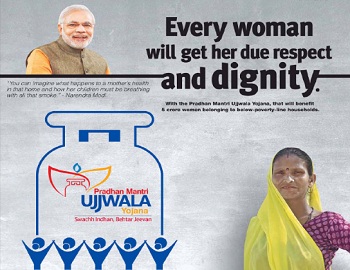 Every woman
will get her due respect
and dignity.
"You can imagine what happens to a mother's health
in that home and how her children must be breathing
with all that smoke." - Narendra Modi.
With the Pradhan Mantri Ujjwala Yojana, that will benefit
5 crore women belonging to below-poverty-line households.
Pradhan Mantri
UJJWALA
Yojana
Swachh Indhan, Behtar Jeevan